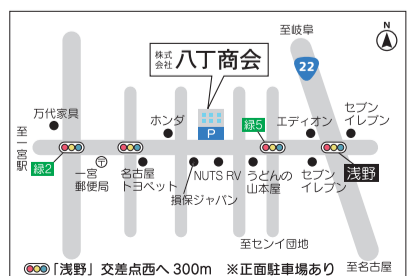 至岐阜
N
22
株式
会社 八丁商会
万代家具
ホンダ
P
緑5
エディオン
セブン
イレブン
至一宮駅
緑2
〒
一宮
郵便局
名古屋
トヨペット
NUTS RV
損保ジャパン
うどんの
山本屋
セブン
イレブン
浅野
至センイ団地
至名古屋
「浅野」交差点西へ300m ※正面駐車場あり